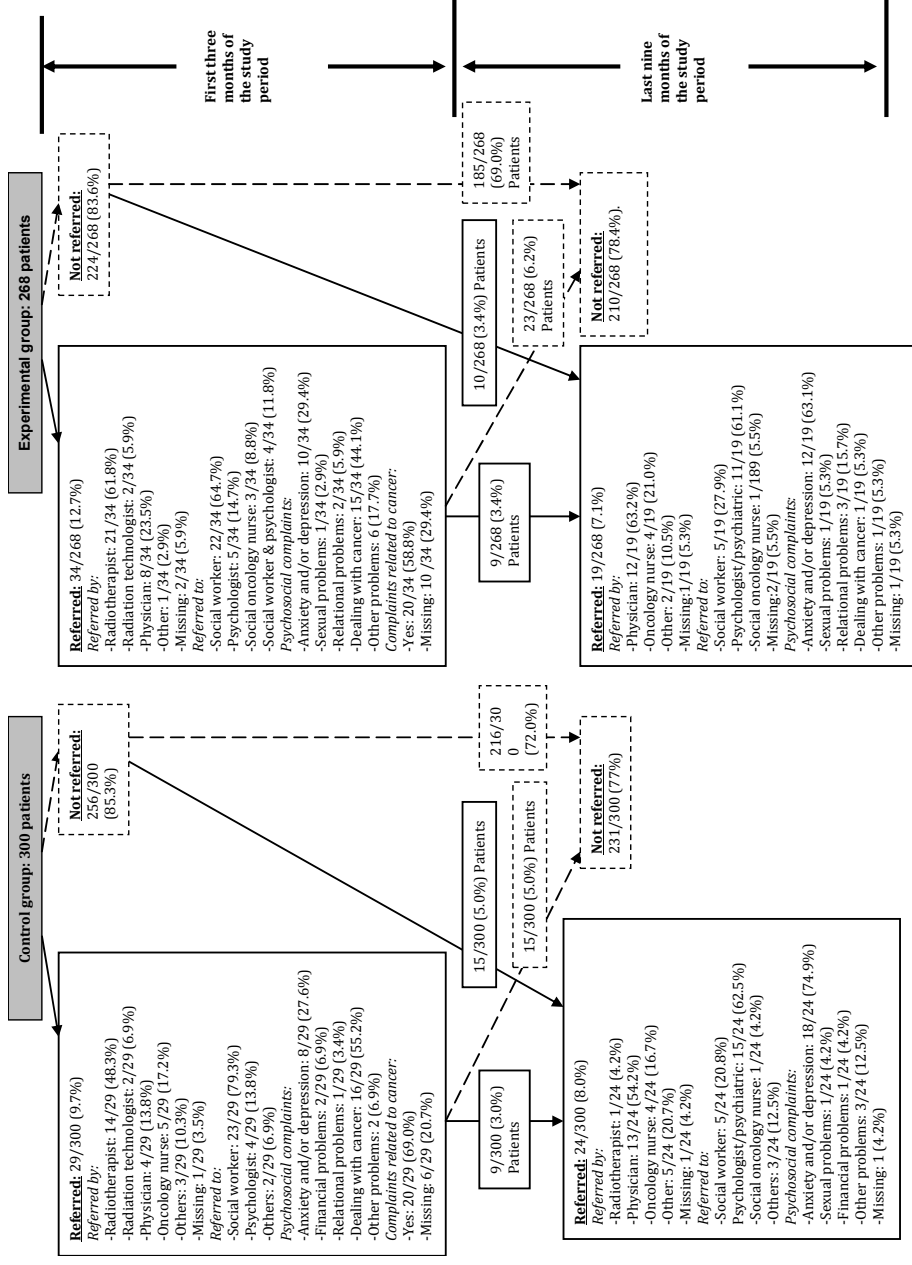 Control group: 300 patients
Experimental group: 268 patients
First three
months of
the study
period
Last nine
months of
the study
period
Referred: 29/300 (9.7%)
Referred by:
-Radiotherapist: 14/29 (48.3%)
-Radiation technologist: 2/29 (6.9%)
-Physician: 4/29 (13.8%)
-Oncology nurse: 5/29 (17.2%)
-Others: 3/29 (10.3%)
-Missing: 1/29 (3.5%)
Referred to:
-Social worker: 23/29 (79.3%)
-Psychologist: 4/29 (13.8%)
-Others: 2/29 (6.9%)
Psychosocial complaints:
-Anxiety and/or depression: 8/29 (27.6%)
-Financial problems: 2/29 (6.9%)
-Relational problems: 1/29 (3.4%)
-Dealing with cancer: 16/29 (55.2%)
-Other problems: 2 (6.9%)
Complaints related to cancer:
-Yes: 20/29 (69.0%)
-Missing: 6/29 (20.7%)
Not referred:
256/300
(85.3%)
Referred: 34/268 (12.7%)
Referred by:
-Radiotherapist: 21/34 (61.8%)
-Radiation technologist: 2/34 (5.9%)
-Physician: 8/34 (23.5%)
-Other: 1/34 (2.9%)
-Missing: 2/34 (5.9%)
Referred to:
-Social worker: 22/34 (64.7%)
-Psychologist: 5/34 (14.7%)
-Social oncology nurse: 3/34 (8.8%)
-Social worker & psychologist: 4/34 (11.8%)
Psychosocial complaints:
-Anxiety and/or depression: 10/34 (29.4%)
-Sexual problems: 1/34 (2.9%)
-Relational problems: 2/34 (5.9%)
-Dealing with cancer: 15/34 (44.1%)
-Other problems: 6 (17.7%)
Complaints related to cancer:
-Yes: 20/34 (58.8%)
-Missing: 10 /34 (29.4%)
Not referred:
224/268 (83.6%)
9/300 (3.0%)
Patients
15/300 (5.0%) Patients
15/300 (5.0%) Patients
216/30
0
(72.0%)
9/268 (3.4%)
Patients
10/268 (3.4%) Patients
23/268 (6.2%)
Patients
185/268
(69.0%)
Patients
Referred: 24/300 (8.0%)
Referred by:
-Radiotherapist: 1/24 (4.2%)
-Physician: 13/24 (54.2%)
-Oncology nurse: 4/24 (16.7%)
-Others: 5/24 (20.7%)
-Missing: 1/24 (4.2%)
Referred to:
-Social worker: 5/24 (20.8%)
Psychologist/psychiatric: 15/24 (62.5%)
-Social oncology nurse: 1/24 (4.2%)
-Others: 3/24 (12.5%)
Psychosocial complaints:
-Anxiety and/or depression: 18/24 (74.9%)
-Sexual problems: 1/24 (4.2%)
-Financial problems: 1/24 (4.2%)
-Other problems: 3/24 (12.5%)
-Missing: 1 (4.2%)
Not referred:
231/300 (77%)
Referred: 19/268 (7.1%)
Referred by:
-Physician: 12/19 (63.2%)
-Oncology nurse: 4/19 (21.0%)
-Other: 2/19 (10.5%)
-Missing:1/19 (5.3%)
Referred to:
-Social worker: 5/19 (27.9%)
-Psychologist/psychiatric: 11/19 (61.1%)
-Social oncology nurse: 1/189 (5.5%)
-Missing:2/19 (5.5%)
Psychosocial complaints:
-Anxiety and/or depression: 12/19 (63.1%)
-Sexual problems: 1/19 (5.3%)
-Relational problems: 3/19 (15.7%)
-Dealing with cancer: 1/19 (5.3%)
-Other problems: 1/19 (5.3%)
-Missing: 1/19 (5.3%)
Not referred:
210/268 (78.4%).